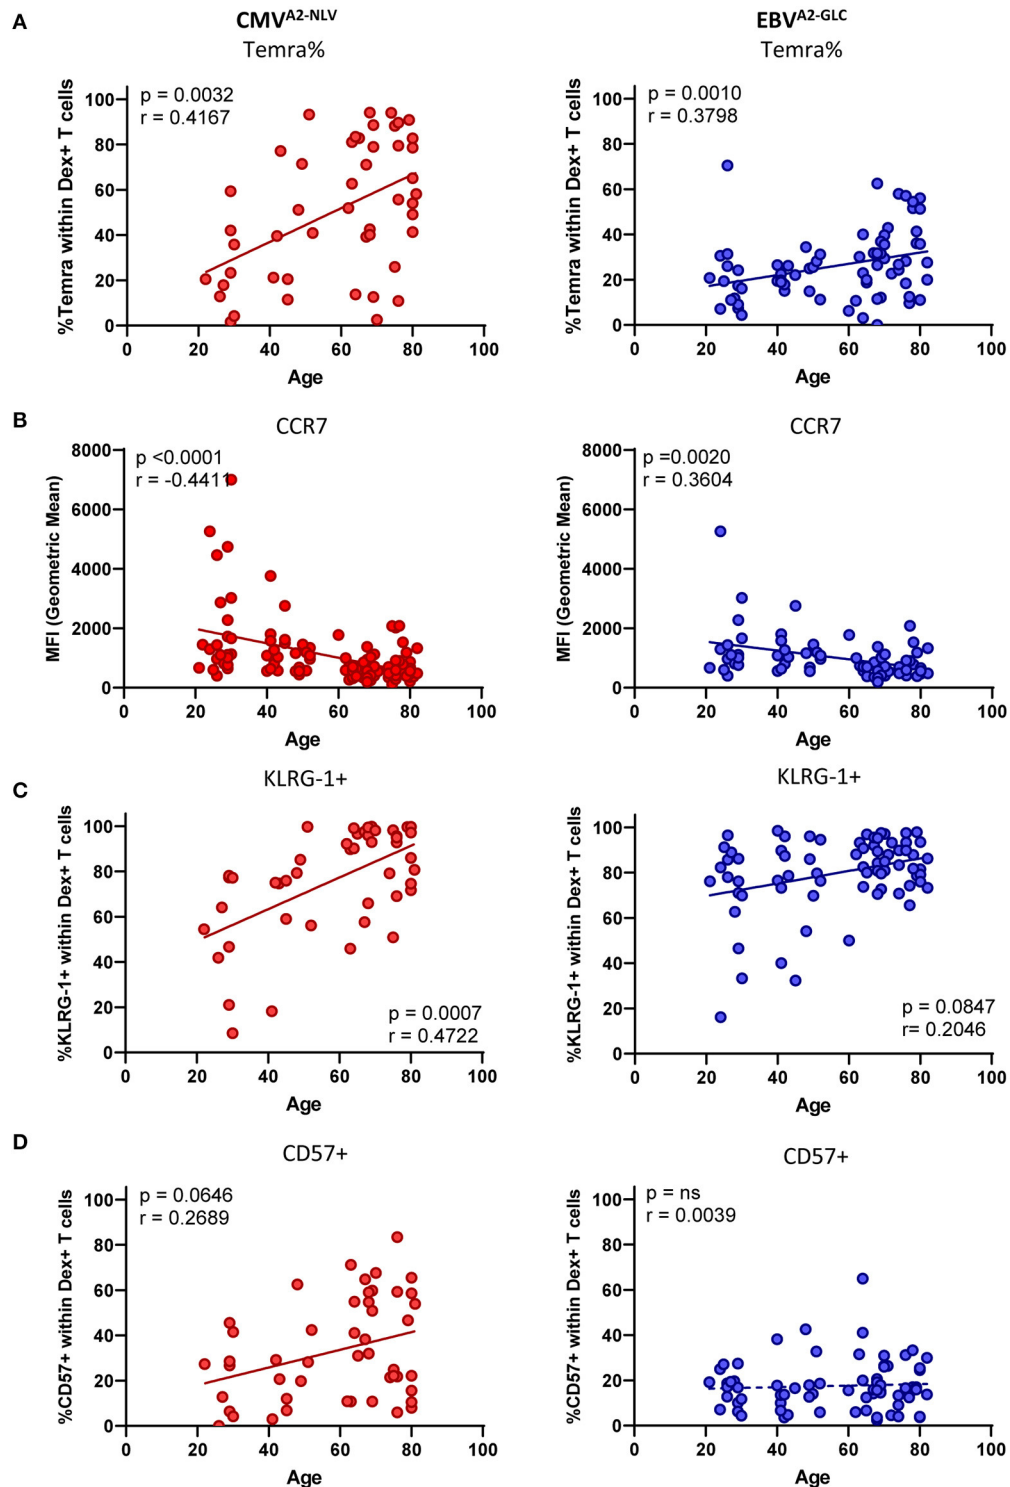 A
CMV^A2-NLV
Temra%
p = 0.0032
r = 0.4167
%Temra within Dex+ T cells
100
80
60
40
20
0
0 20 40 60 80 100
Age
EBV^A2-GLC
Temra%
p = 0.0010
r = 0.3798
%Temra within Dex+ T cells
100
80
60
40
20
0
0 20 40 60 80 100
Age
B
CCR7
p <0.0001
r = -0.4411
MFI (Geometric Mean)
8000
6000
4000
2000
0
0 20 40 60 80 100
Age
CCR7
p =0.0020
r = 0.3604
MFI (Geometric Mean)
8000
6000
4000
2000
0
0 20 40 60 80 100
Age
C
KLRG-1+
%KLRG-1+ within Dex+ T cells
100
80
60
40
20
0
p = 0.0007
r = 0.4722
0 20 40 60 80 100
Age
KLRG-1+
%KLRG-1+ within Dex+ T cells
100
80
60
40
20
0
p = 0.0847
r= 0.2046
0 20 40 60 80 100
Age
D
CD57+
p = 0.0646
r = 0.2689
%CD57+ within Dex+ T cells
100
80
60
40
20
0
0 20 40 60 80 100
Age
CD57+
p = ns
r = 0.0039
%CD57+ within Dex+ T cells
100
80
60
40
20
0
0 20 40 60 80 100
Age